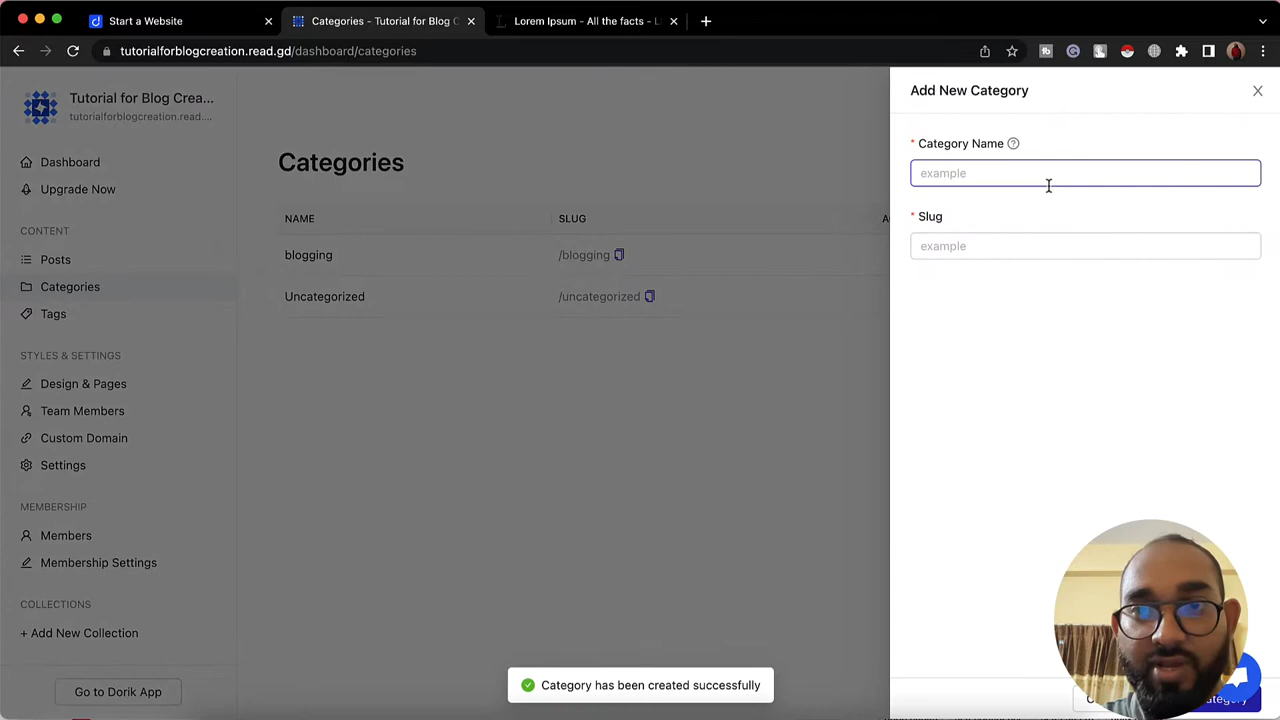 Start a Website
Categories - Tutorial for Blog C
Lorem Ipsum - All the facts - Li
tutorialforblogcreation.read.gd/dashboard/categories
Tutorial for Blog Crea...
tutorialforblogcreation.read....
Dashboard
Upgrade Now
CONTENT
Posts
Categories
Tags
STYLES & SETTINGS
Design & Pages
Team Members
Custom Domain
Settings
MEMBERSHIP
Members
Membership Settings
COLLECTIONS
+ Add New Collection
Go to Dorik App
Categories
NAME SLUG
blogging /blogging
Uncategorized /uncategorized
Category has been created successfully
Add New Category
* Category Name
example
* Slug
example